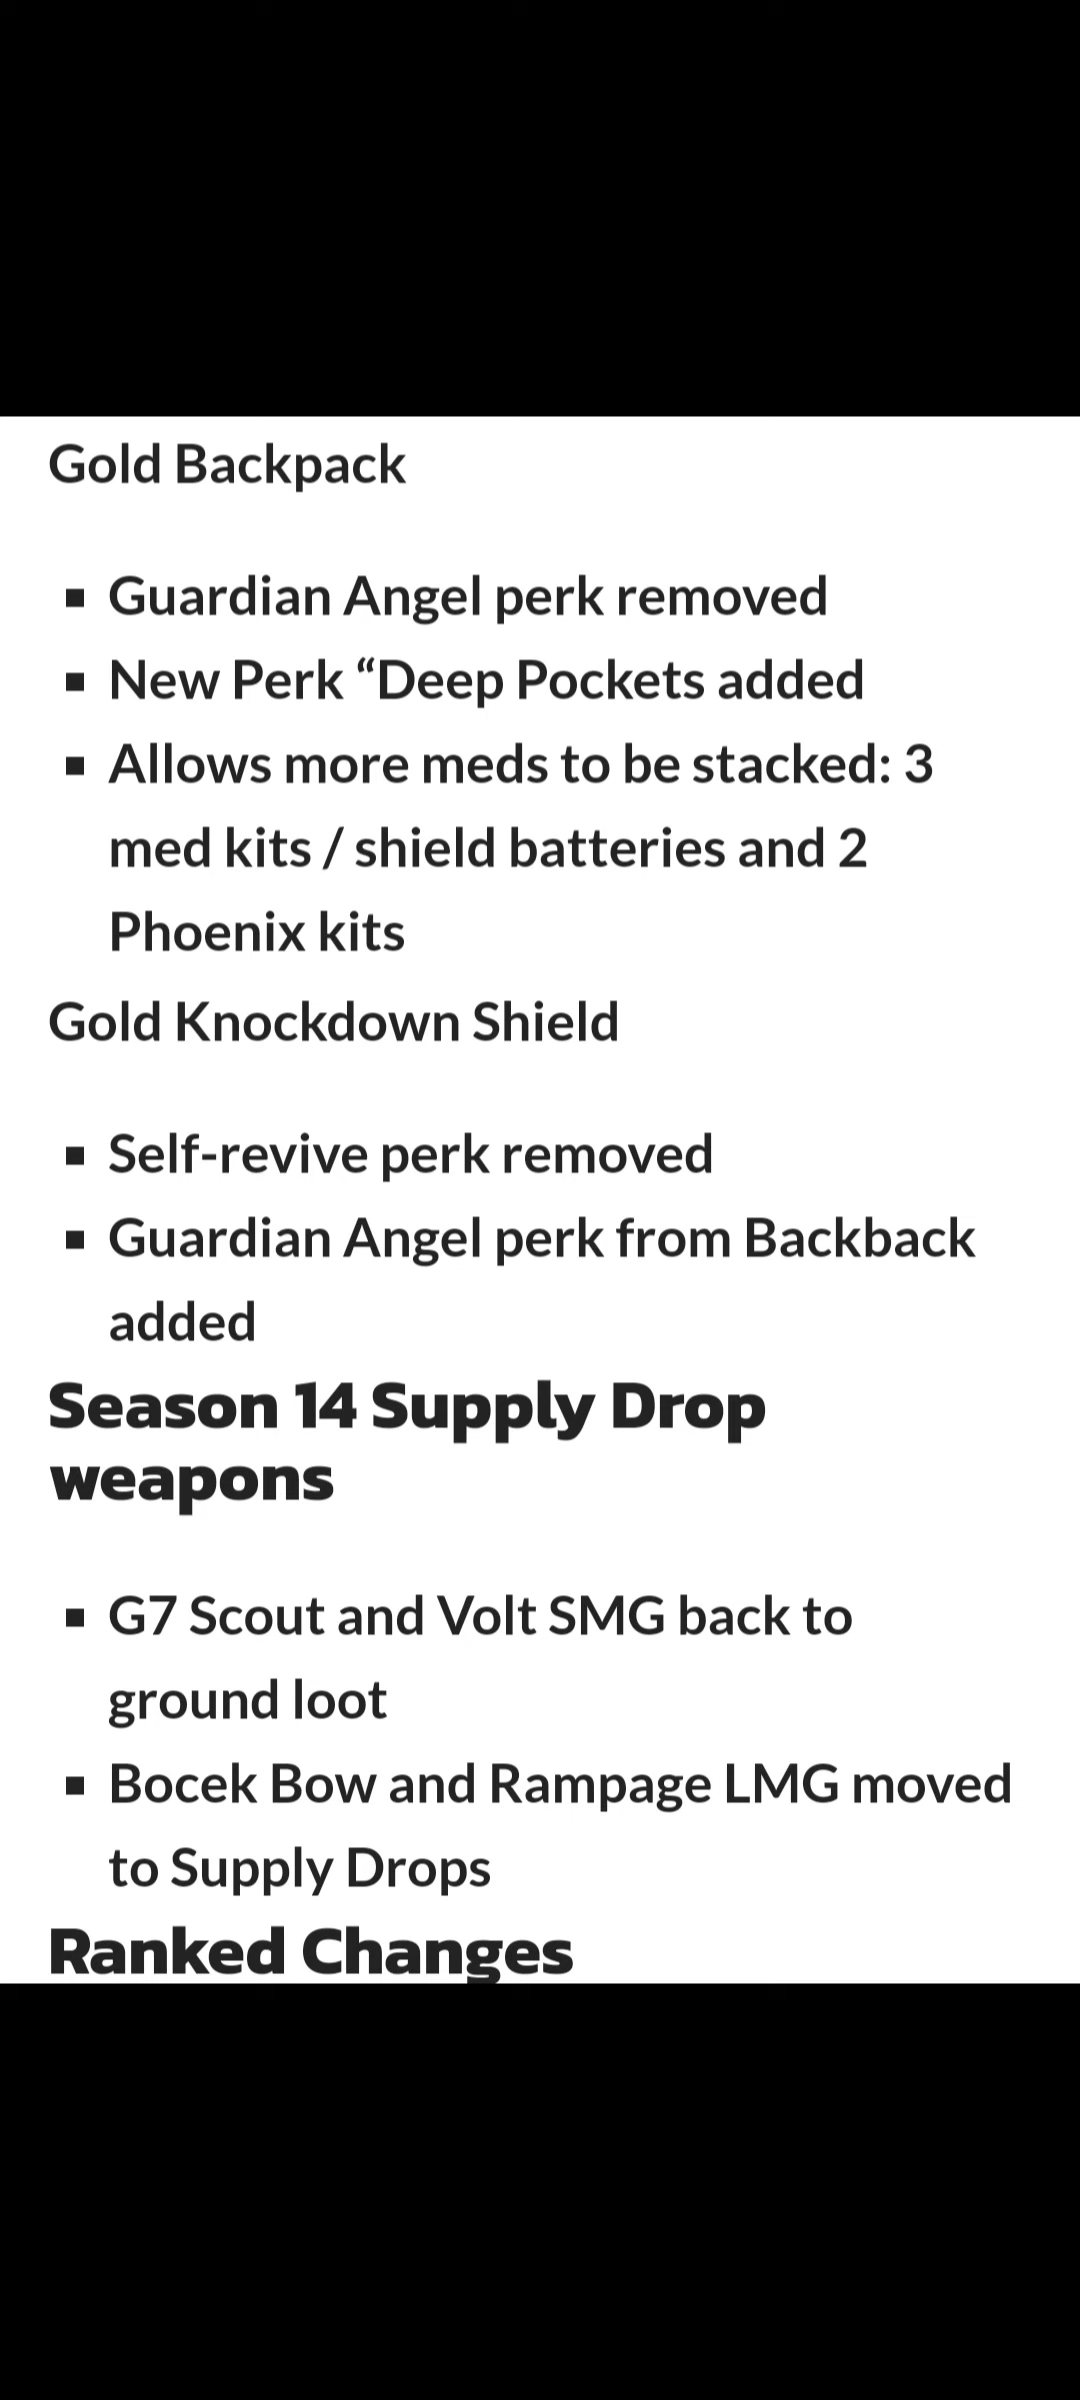 Gold Backpack
▪ Guardian Angel perk removed
▪ New Perk “Deep Pockets added
▪ Allows more meds to be stacked: 3
med kits / shield batteries and 2
Phoenix kits
Gold Knockdown Shield
▪ Self-revive perk removed
▪ Guardian Angel perk from Backback
added
Season 14 Supply Drop
weapons
▪ G7 Scout and Volt SMG back to
ground loot
▪ Bocek Bow and Rampage LMG moved
to Supply Drops
Ranked Changes